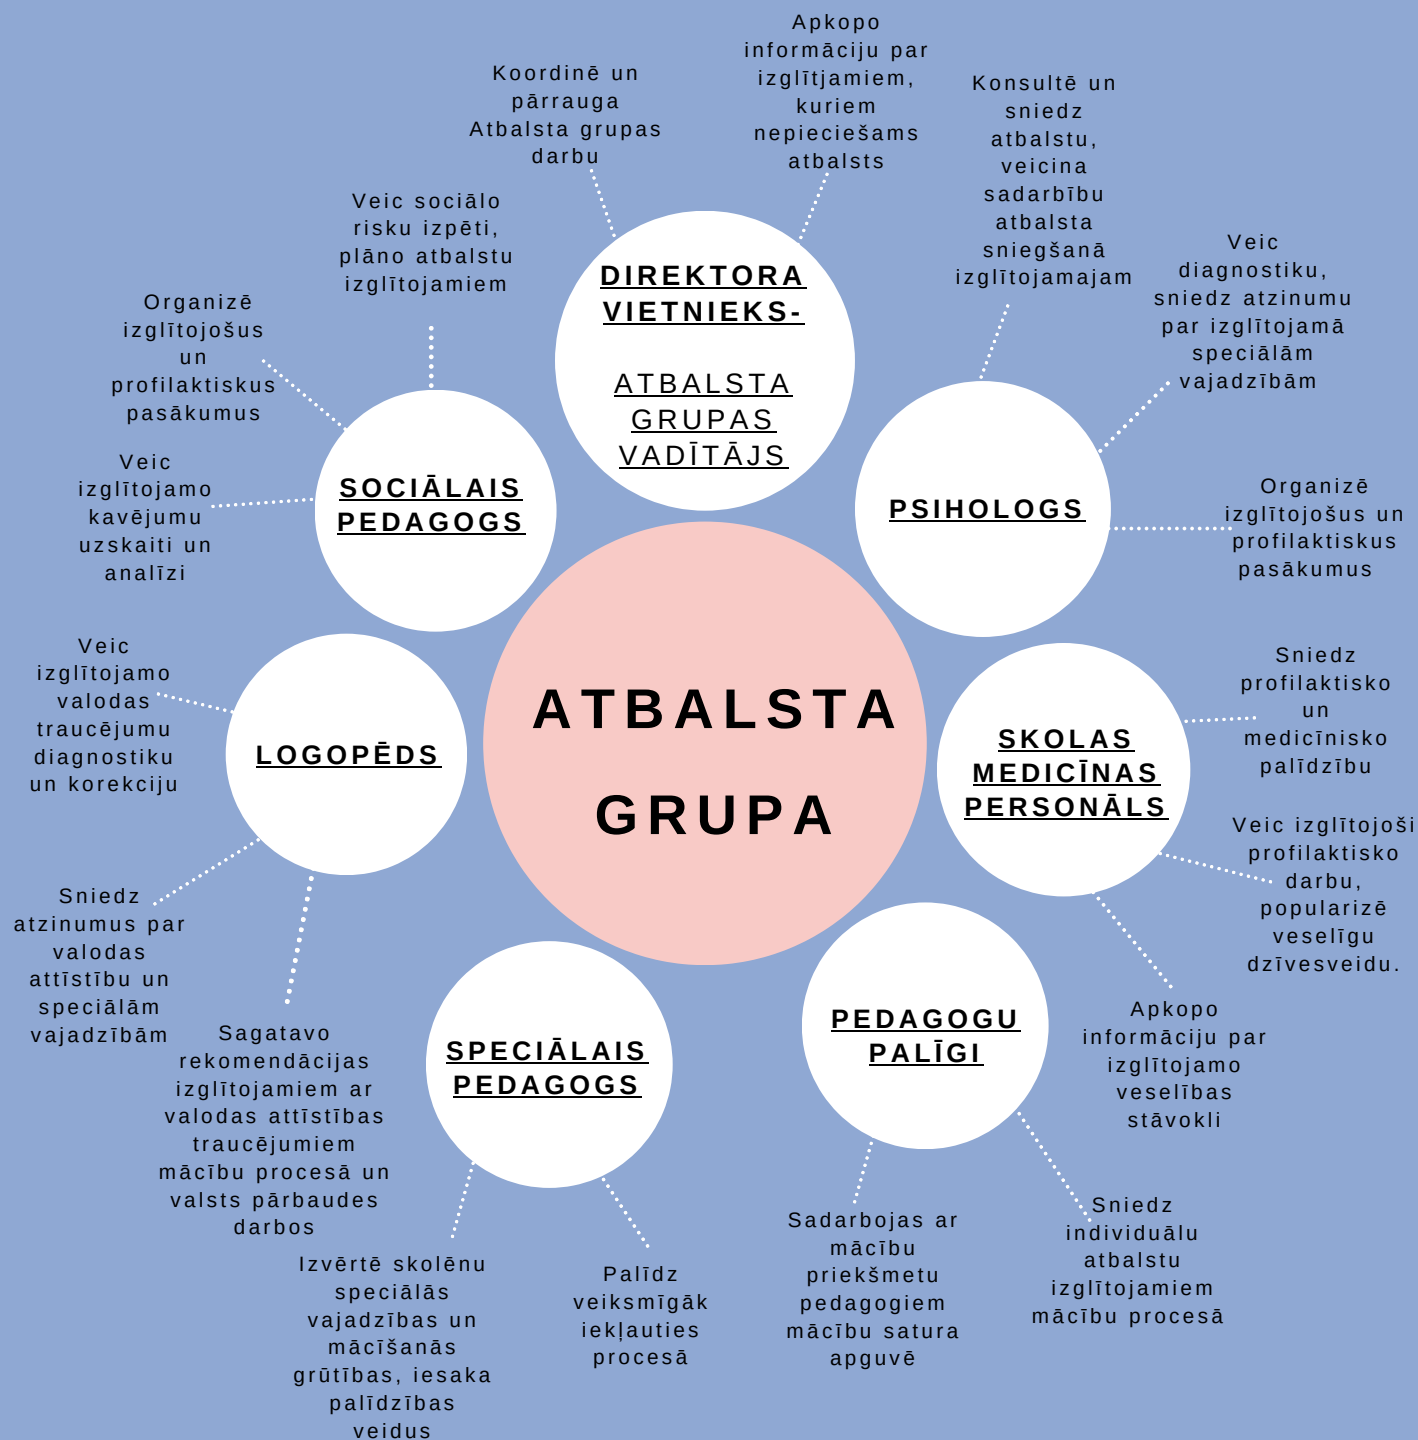 Apkopo
informāciju par
izglītjamiem,
kuriem
nepieciešams
atbalsts
Koordinē un
pārrauga
Atbalsta grupas
darbu
Konsultē un
sniedz
atbalstu,
veicina
sadarbību
atbalsta
sniegšanā
izglītojamajam
Veic sociālo
risku izpēti,
plāno atbalstu
izglītojamiem
Veic
diagnostiku,
sniedz atzinumu
par izglītojamā
speciālām
vajadzībām
Organizē
izglītojošus
un
profilaktiskus
pasākumus
DIREKTORA
VIETNIEKS-
ATBALSTA
GRUPAS
VADĪTĀJS
Veic
izglītojamo
kavējumu
uzskaiti un
analīzi
SOCIĀLAIS
PEDAGOGS
PSIHOLOGS
Organizē
izglītojošus un
profilaktiskus
pasākumus
Veic
izglītojamo
valodas
traucējumu
diagnostiku
un korekciju
LOGOPĒDS
ATBALSTA
GRUPA
SKOLAS
MEDICĪNAS
PERSONĀLS
Sniedz
profilaktisko
un
medicīnisko
palīdzību
Veic izglītojoši
profilaktisko
darbu,
popularizē
veselīgu
dzīvesveidu.
Sniedz
atzinumus par
valodas
attīstību un
speciālām
vajadzībām
Sagatavo
rekomendācijas
izglītojamiem ar
valodas attīstības
traucējumiem
mācību procesā un
valsts pārbaudes
darbos
SPECIĀLAIS
PEDAGOGS
PEDAGOGU
PALĪGI
Apkopo
informāciju par
izglītojamo
veselības
stāvokli
Izvērtē skolēnu
speciālās
vajadzības un
mācīšanās
grūtības, iesaka
palīdzības
veidus
Palīdz
veiksmīgāk
iekļauties
procesā
Sadarbojas ar
mācību
priekšmetu
pedagogiem
mācību satura
apguvē
Sniedz
individuālu
atbalstu
izglītojamiem
mācību procesā